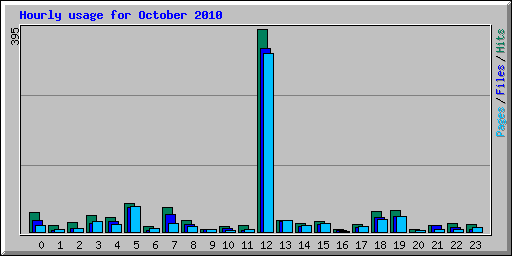 Hourly usage for October 2010
395
Pages/Files/Hits
0 1 2 3 4 5 6 7 8 9 10 11 12 13 14 15 16 17 18 19 20 21 22 23